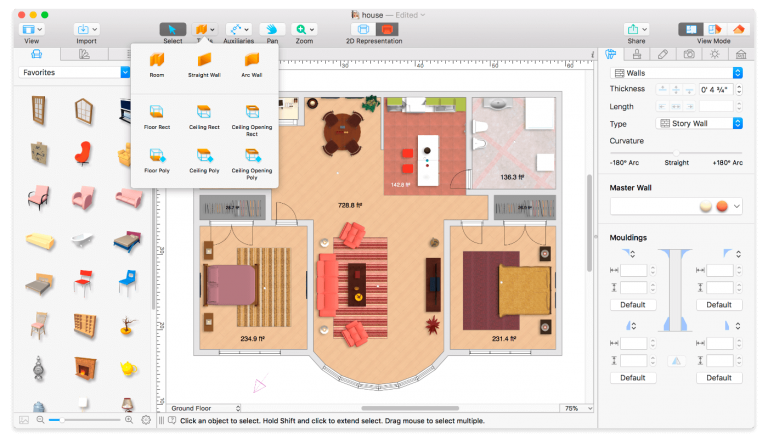 house — Edited
View
Import
Select
Auxiliaries
Pan
Zoom
2D Representation
Share
View Mode
Favorites
Room
Straight Wall
Arc Wall
Floor Rect
Ceiling Rect
Ceiling Opening
Rect
Floor Poly
Ceiling Poly
Ceiling Opening
Poly
30
40
50
60
142.8 ft²
136.3 ft²
728.8 ft²
234.9 ft²
231.4 ft²
Ground Floor
75%
Click an object to select. Hold Shift and click to extend select. Drag mouse to select multiple.
Walls
Thickness
0' 4 ¾"
Length
Type
Story Wall
Curvature
-180° Arc
Straight
+180° Arc
Master Wall
Mouldings
Default
Default
Default
Default